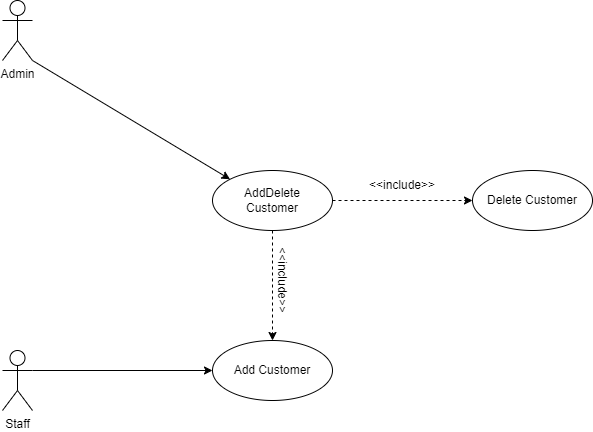 Admin
AddDelete
Customer
<<include>>
Delete Customer
<<include>>
Add Customer
Staff